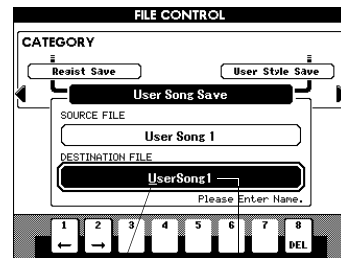 FILE CONTROL
CATEGORY
Regist Save
User Style Save
User Song Save
SOURCE FILE
User Song 1
DESTINATION FILE
UserSong1
Please Enter Name.
1 2 3 4 5 6 7 8
← → DEL